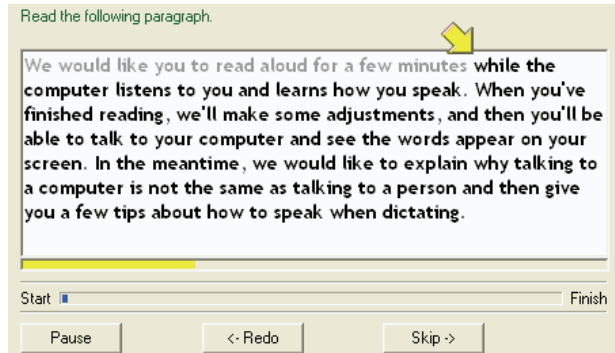 Read the following paragraph.
We would like you to read aloud for a few minutes while the
computer listens to you and learns how you speak. When you've
finished reading, we'll make some adjustments, and then you'll be
able to talk to your computer and see the words appear on your
screen. In the meantime, we would like to explain why talking to
a computer is not the same as talking to a person and then give
you a few tips about how to speak when dictating.
Start Finish
Pause <- Redo Skip ->